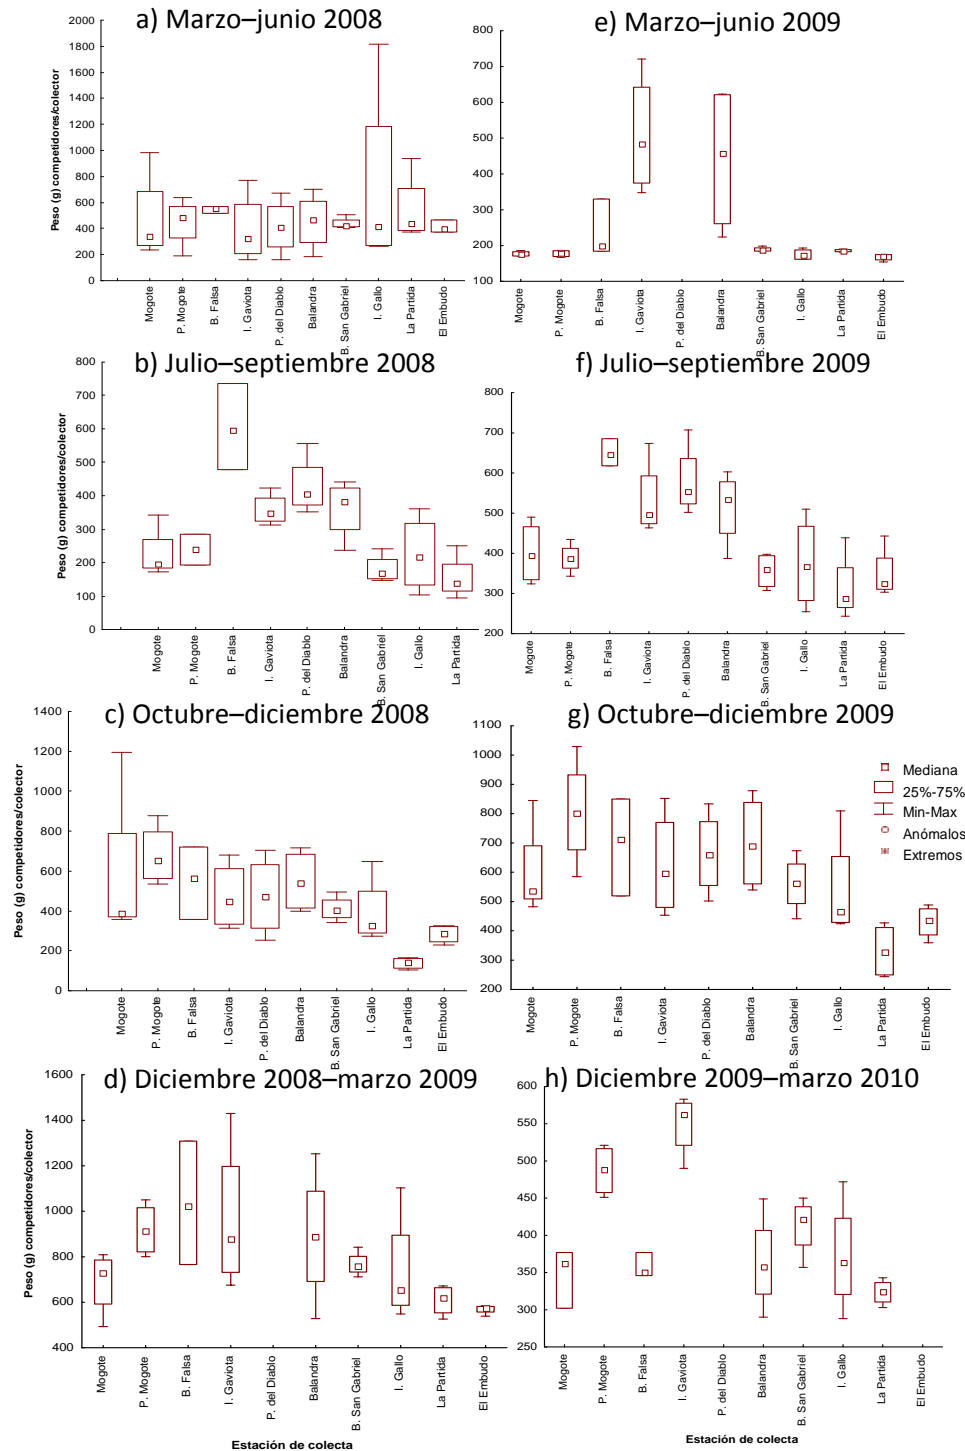 a) Marzo–junio 2008
Peso (g) competidores/colector
2000
1800
1600
1400
1200
1000
800
600
400
200
0
Mogote
P. Mogote
B. Falsa
I. Gaviota
P. del Diablo
Balandra
B. San Gabriel
I. Gallo
La Partida
El Embudo
e) Marzo–junio 2009
800
700
600
500
400
300
200
100
Mogote
P. Mogote
B. Falsa
I. Gaviota
P. del Diablo
Balandra
B. San Gabriel
I. Gallo
La Partida
El Embudo
b) Julio–septiembre 2008
Peso (g) competidores/colector
800
700
600
500
400
300
200
100
0
Mogote
P. Mogote
B. Falsa
I. Gaviota
P. del Diablo
Balandra
B. San Gabriel
I. Gallo
La Partida
f) Julio–septiembre 2009
800
700
600
500
400
300
200
Mogote
P. Mogote
B. Falsa
I. Gaviota
P. del Diablo
Balandra
B. San Gabriel
I. Gallo
La Partida
El Embudo
c) Octubre–diciembre 2008
Peso (g) competidores/colector
1400
1200
1000
800
600
400
200
0
Mogote
P. Mogote
B. Falsa
I. Gaviota
P. del Diablo
Balandra
B. San Gabriel
I. Gallo
La Partida
El Embudo
g) Octubre–diciembre 2009
1100
1000
900
800
700
600
500
400
300
200
Mogote
P. Mogote
B. Falsa
I. Gaviota
P. del Diablo
Balandra
B. San Gabriel
I. Gallo
La Partida
El Embudo
Mediana
25%-75%
Min-Max
Anómalos
Extremos
d) Diciembre 2008–marzo 2009
Peso (g) competidores/colector
1600
1400
1200
1000
800
600
400
Mogote
P. Mogote
B. Falsa
I. Gaviota
P. del Diablo
Balandra
B. San Gabriel
I. Gallo
La Partida
El Embudo
Estación de colecta
h) Diciembre 2009–marzo 2010
600
550
500
450
400
350
300
250
Mogote
P. Mogote
B. Falsa
I. Gaviota
P. del Diablo
Balandra
B. San Gabriel
I. Gallo
La Partida
El Embudo
Estación de colecta